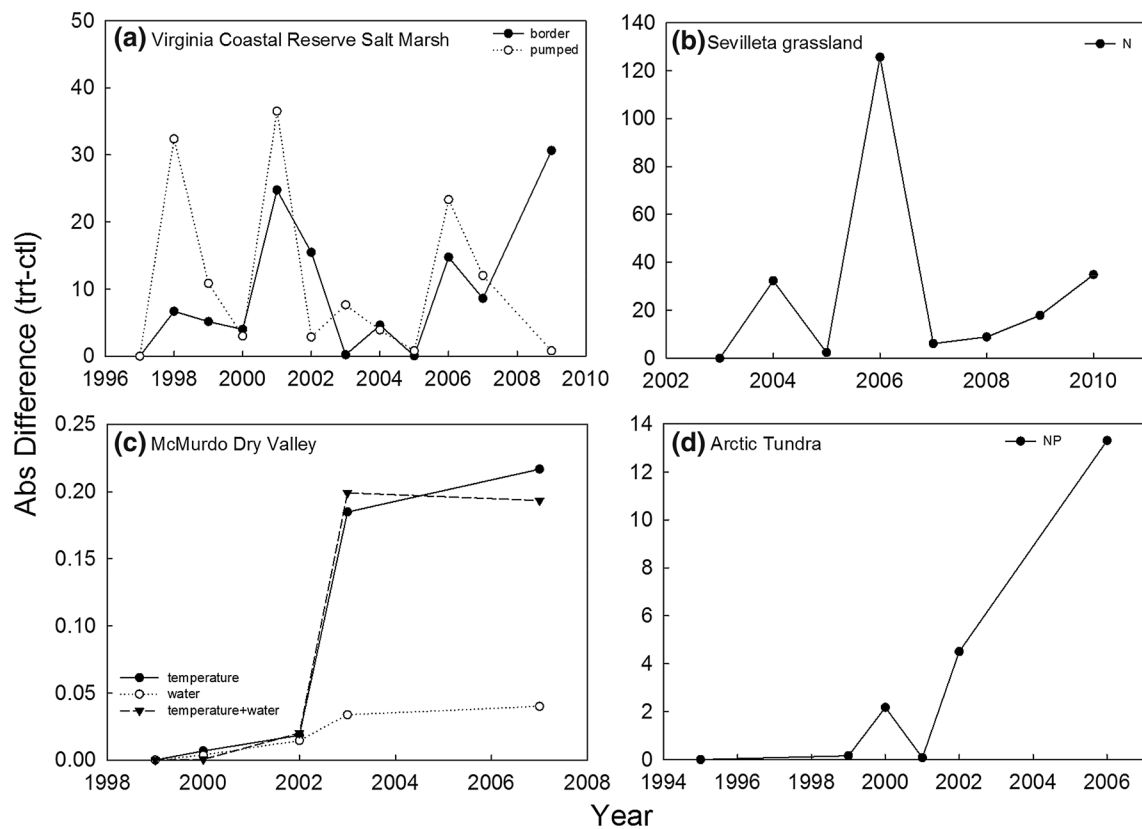 (a) Virginia Coastal Reserve Salt Marsh
border
pumped
50
40
30
20
10
0
1996 1998 2000 2002 2004 2006 2008 2010
(b) Sevilleta grassland
N
140
120
100
80
60
40
20
0
2002 2004 2006 2008 2010
Abs Difference (trt-ctl)
(c) McMurdo Dry Valley
0.25
0.20
0.15
0.10
0.05
0.00
temperature
water
temperature+water
1998 2000 2002 2004 2006 2008
(d) Arctic Tundra
NP
14
12
10
8
6
4
2
0
1994 1996 1998 2000 2002 2004 2006
Year